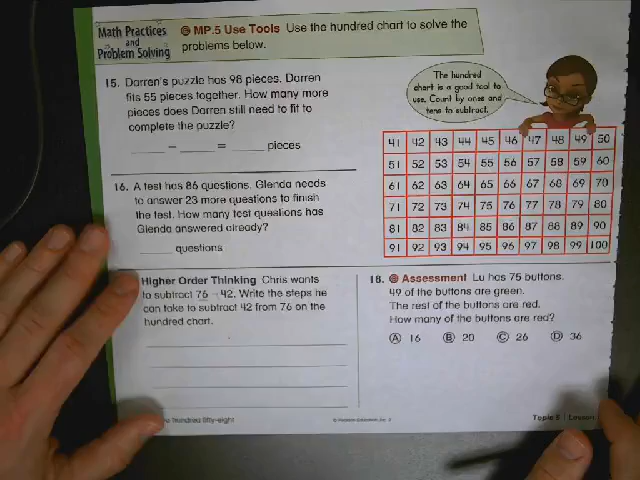 Math Practices
and
Problem Solving
MP.5 Use Tools Use the hundred chart to solve the
problems below.
15. Darren's puzzle has 98 pieces. Darren
fits 55 pieces together. How many more
pieces does Darren still need to fit to
complete the puzzle?
_____ − _____ = _____ pieces
The hundred
chart is a good tool to
use. Count by ones and
tens to subtract.
41 42 43 44 45 46 47 48 49 50
51 52 53 54 55 56 57 58 59 60
61 62 63 64 65 66 67 68 69 70
71 72 73 74 75 76 77 78 79 80
81 82 83 84 85 86 87 88 89 90
91 92 93 94 95 96 97 98 99 100
16. A test has 86 questions. Glenda needs
to answer 23 more questions to finish
the test. How many test questions has
Glenda answered already?
_____ questions
Higher Order Thinking Chris wants
to subtract 76 − 42. Write the steps he
can take to subtract 42 from 76 on the
hundred chart.
18. Assessment Lu has 75 buttons.
49 of the buttons are green.
The rest of the buttons are red.
How many of the buttons are red?
Ⓐ 16 Ⓑ 20 Ⓒ 26 Ⓓ 36
hundred fifty-eight
Topic 5 Lesson